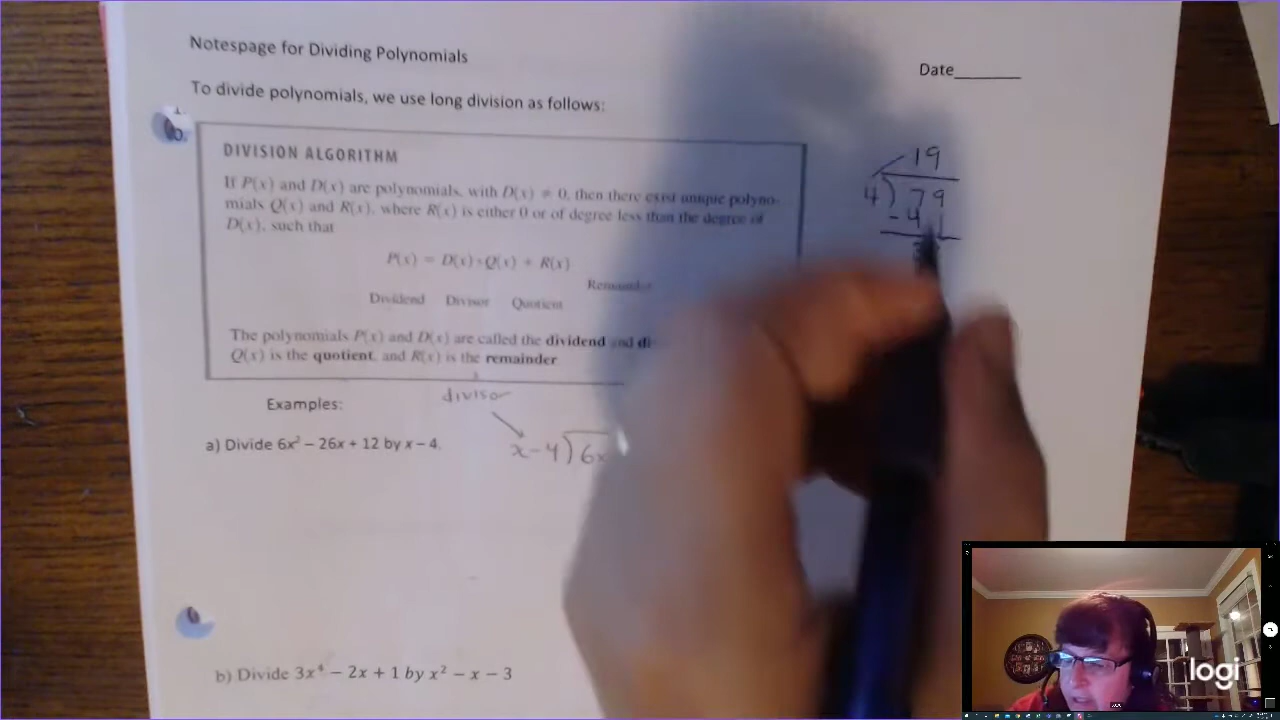 Notespage for Dividing Polynomials
Date_______
To divide polynomials, we use long division as follows:
DIVISION ALGORITHM
If P(x) and D(x) are polynomials, with D(x) ≠ 0, then there exist unique polyno-
mials Q(x) and R(x), where R(x) is either 0 or of degree less than the degree of
D(x), such that
P(x) = D(x) · Q(x) + R(x)
Dividend Divisor Quotient
The polynomials P(x) and D(x) are called the dividend and di
Q(x) is the quotient, and R(x) is the remainder
19
4) 79
- 4
Examples:
divisor
a) Divide 6x² – 26x + 12 by x – 4.
x-4) 6x
b) Divide 3x⁴ − 2x + 1 by x² − x − 3
logi